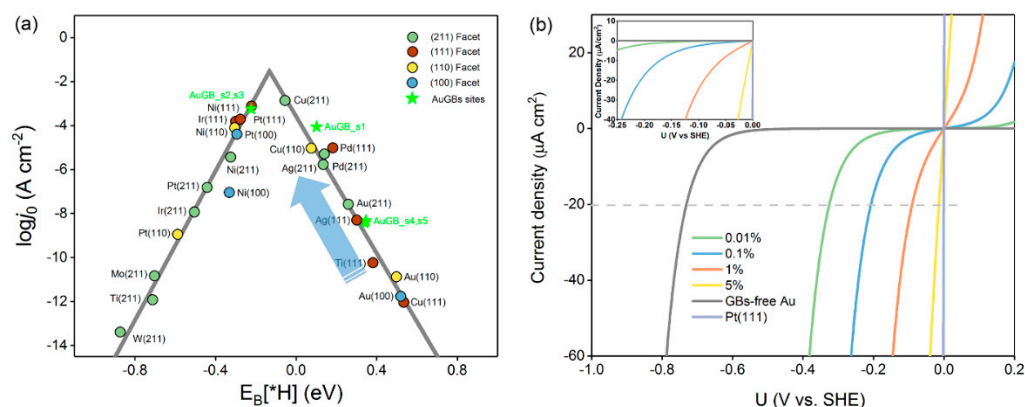 (a)
0
-2
-4
-6
-8
-10
-12
-14
logj0 (A cm-2)
-0.8
-0.4
0.0
0.4
0.8
EB[*H] (eV)
(211) Facet
(111) Facet
(110) Facet
(100) Facet
AuGBs sites
AuGB_s2,s3
Ni(111)
Ir(111)
Pt(111)
Ni(110)
Pt(100)
Ni(211)
Ni(100)
Pt(211)
Ir(211)
Pt(110)
Mo(211)
Ti(211)
W(211)
Cu(211)
AuGB_s1
Cu(110)
Pd(111)
Ag(211)
Pd(211)
Au(211)
Ag(111)
AuGB_s4,s5
Ti(111)
Au(110)
Au(100)
Cu(111)
(b)
20
0
-20
-40
-60
Current density (μA cm2)
-1.0
-0.8
-0.6
-0.4
-0.2
0.0
0.2
U (V vs. SHE)
0.01%
0.1%
1%
5%
GBs-free Au
Pt(111)
10
0
-10
-20
-30
-40
Current Density (μA/cm2)
-0.25
-0.20
-0.15
-0.10
-0.05
0.00
U (V vs SHE)